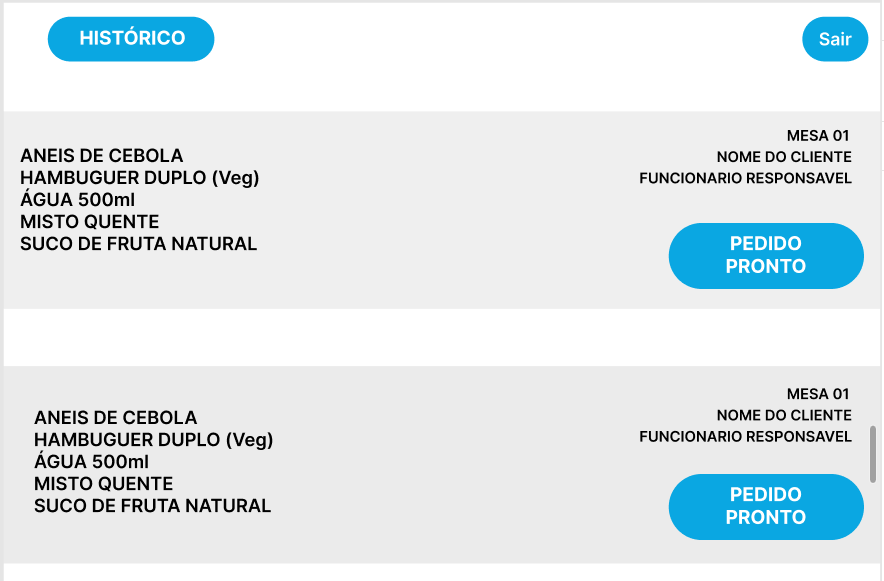 HISTÓRICO
Sair
MESA 01
NOME DO CLIENTE
FUNCIONARIO RESPONSAVEL
ANEIS DE CEBOLA
HAMBUGUER DUPLO (Veg)
ÁGUA 500ml
MISTO QUENTE
SUCO DE FRUTA NATURAL
PEDIDO
PRONTO
MESA 01
NOME DO CLIENTE
FUNCIONARIO RESPONSAVEL
ANEIS DE CEBOLA
HAMBUGUER DUPLO (Veg)
ÁGUA 500ml
MISTO QUENTE
SUCO DE FRUTA NATURAL
PEDIDO
PRONTO